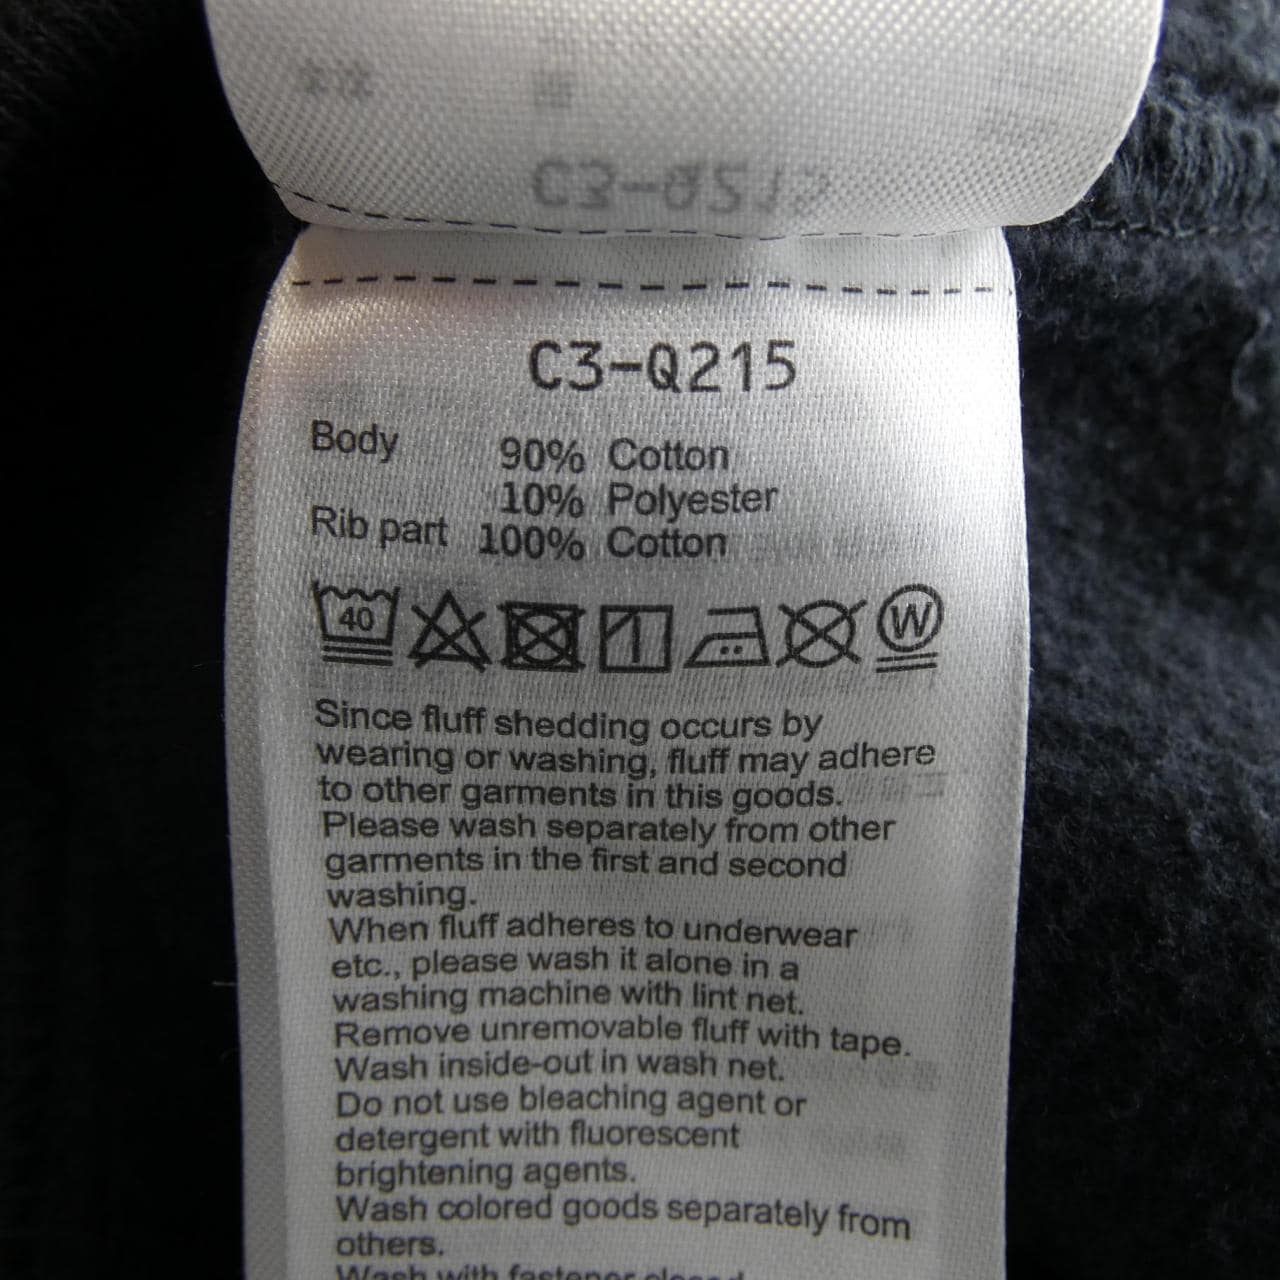 C3-Q215
Body 90% Cotton
10% Polyester
Rib part 100% Cotton
40
W
Since fluff shedding occurs by
wearing or washing, fluff may adhere
to other garments in this goods.
Please wash separately from other
garments in the first and second
washing.
When fluff adheres to underwear
etc., please wash it alone in a
washing machine with lint net.
Remove unremovable fluff with tape.
Wash inside-out in wash net.
Do not use bleaching agent or
detergent with fluorescent
brightening agents.
Wash colored goods separately from
others.
Wash with fastener closed